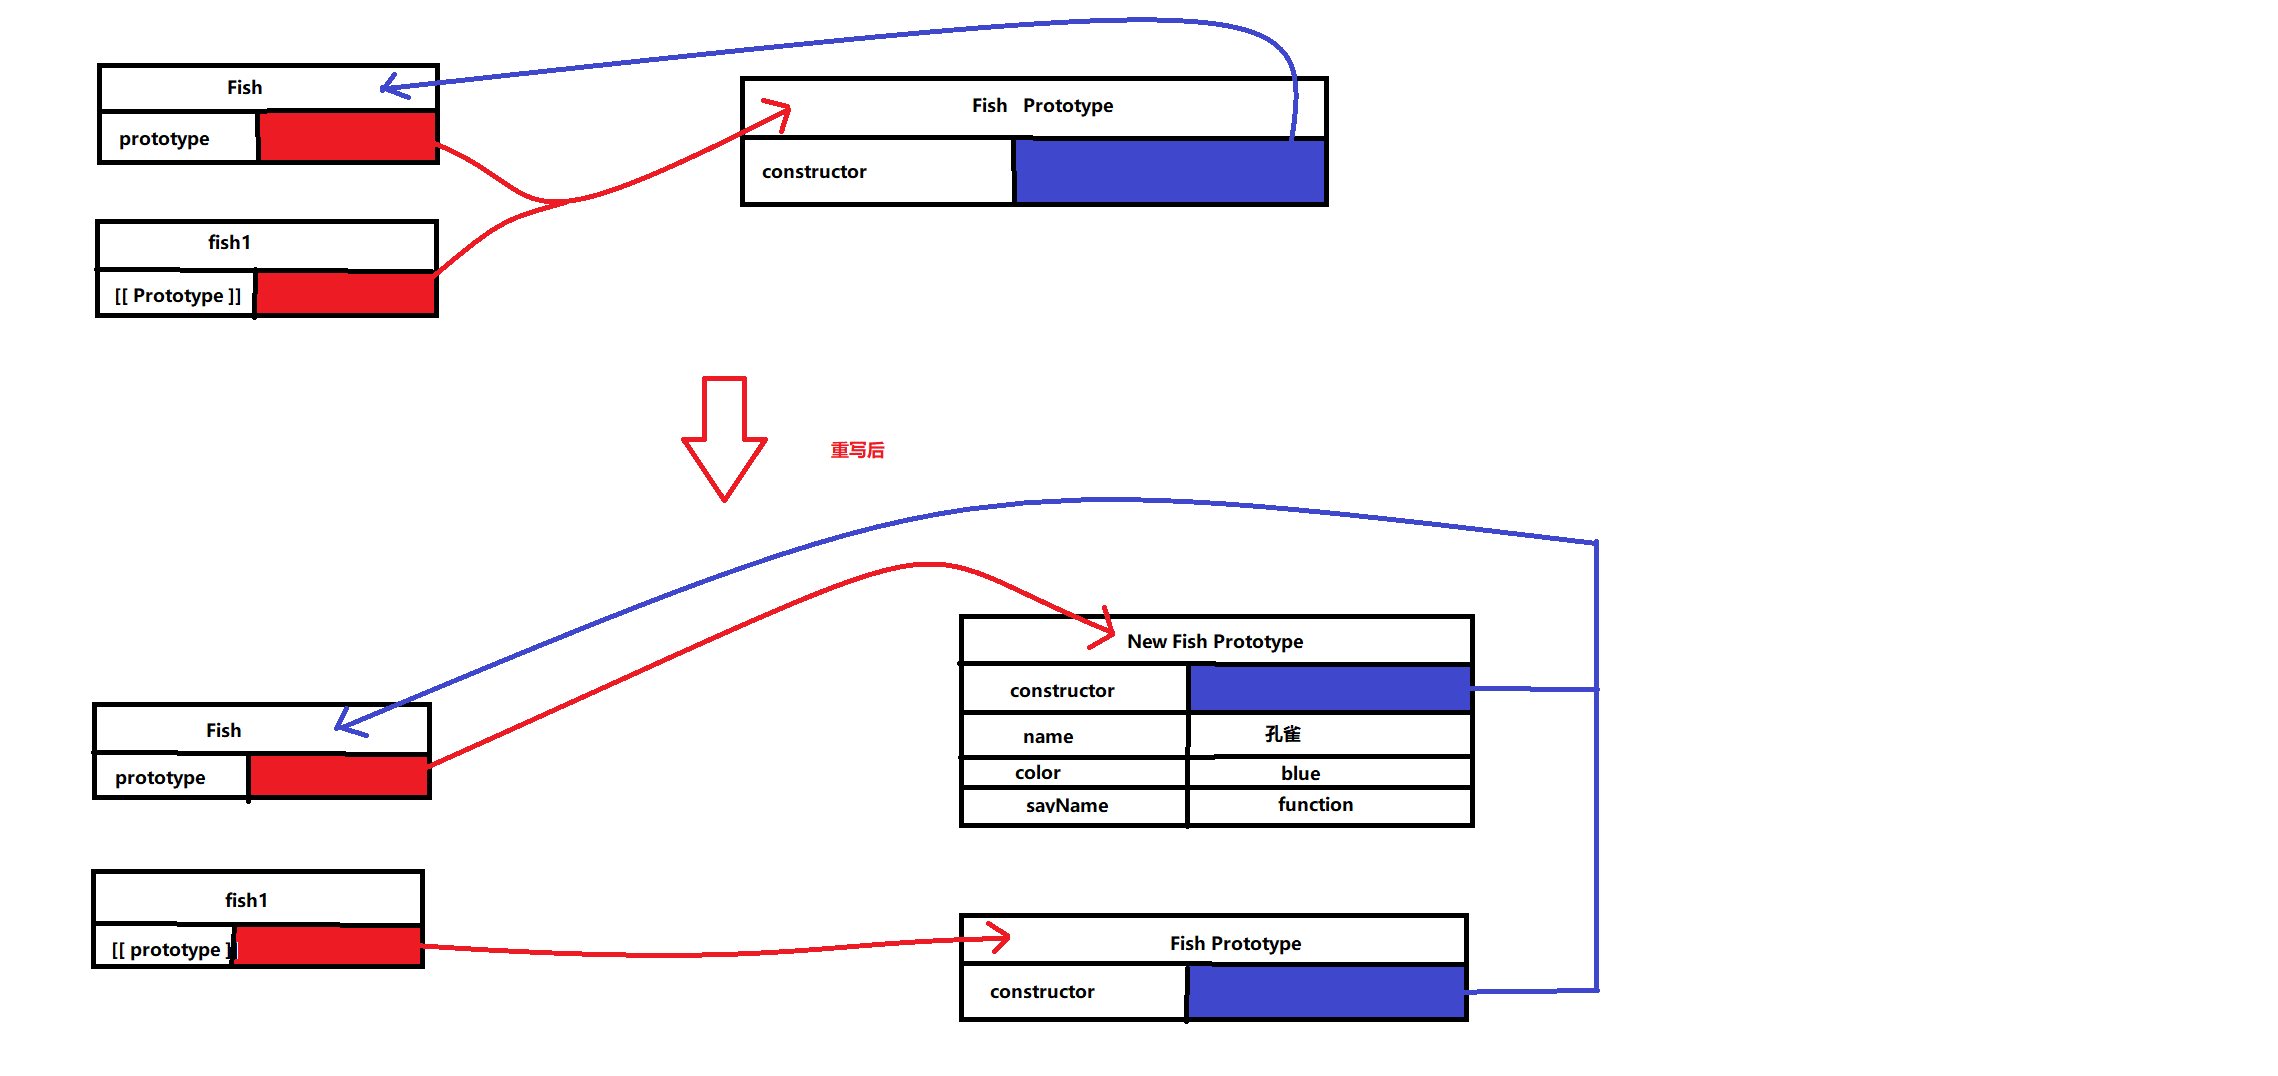 Fish
prototype
Fish Prototype
constructor
fish1
[[ Prototype ]]
重写后
New Fish Prototype
constructor
name 孔雀
color blue
sayName function
Fish
prototype
fish1
[[ prototype ]
Fish Prototype
constructor